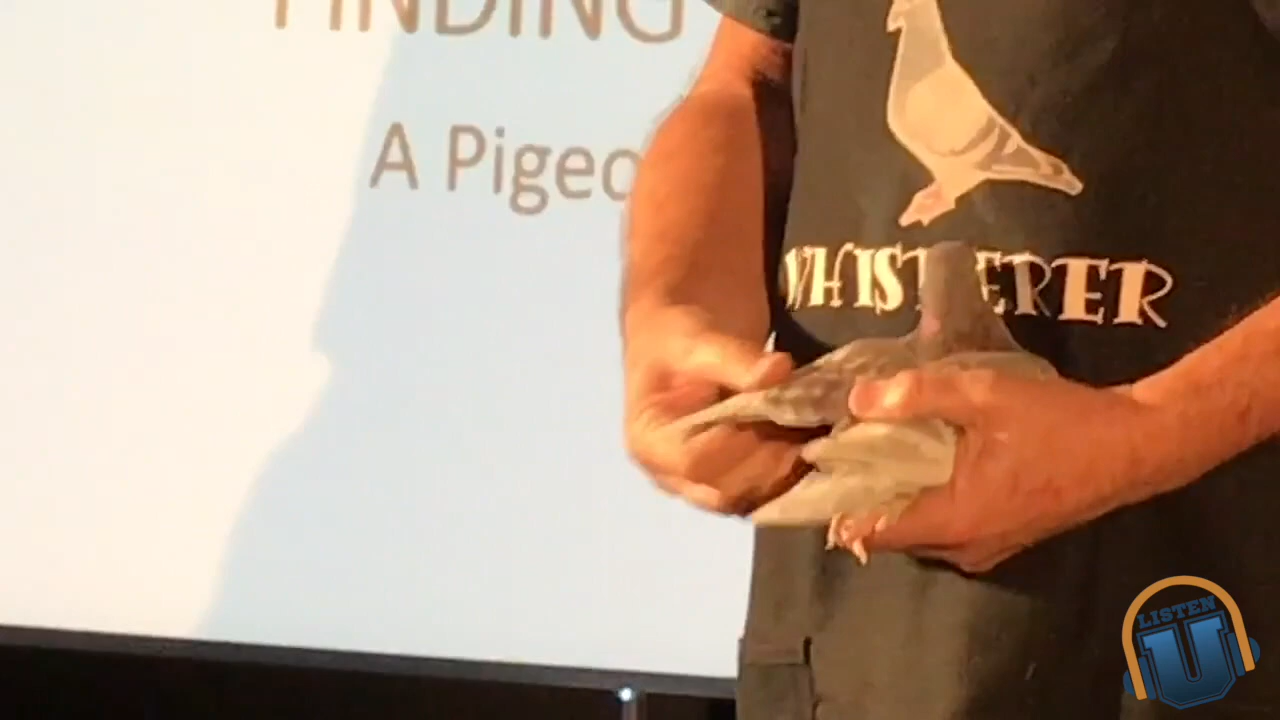 FINDING
A Pigeo
WHISPERER
LISTEN
U